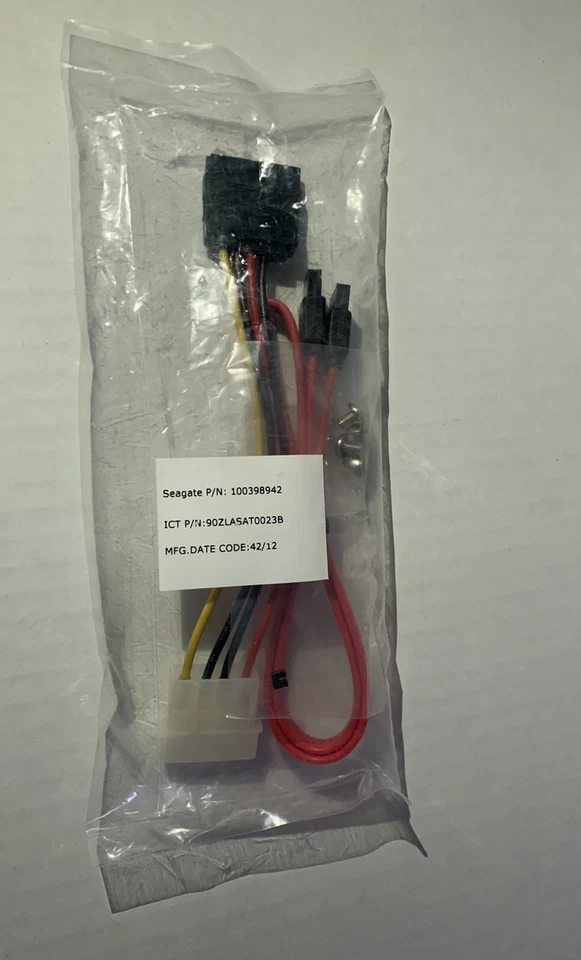 Seagate P/N: 100398942
ICT P/N:90ZLASAT0023B
MFG.DATE CODE:42/12